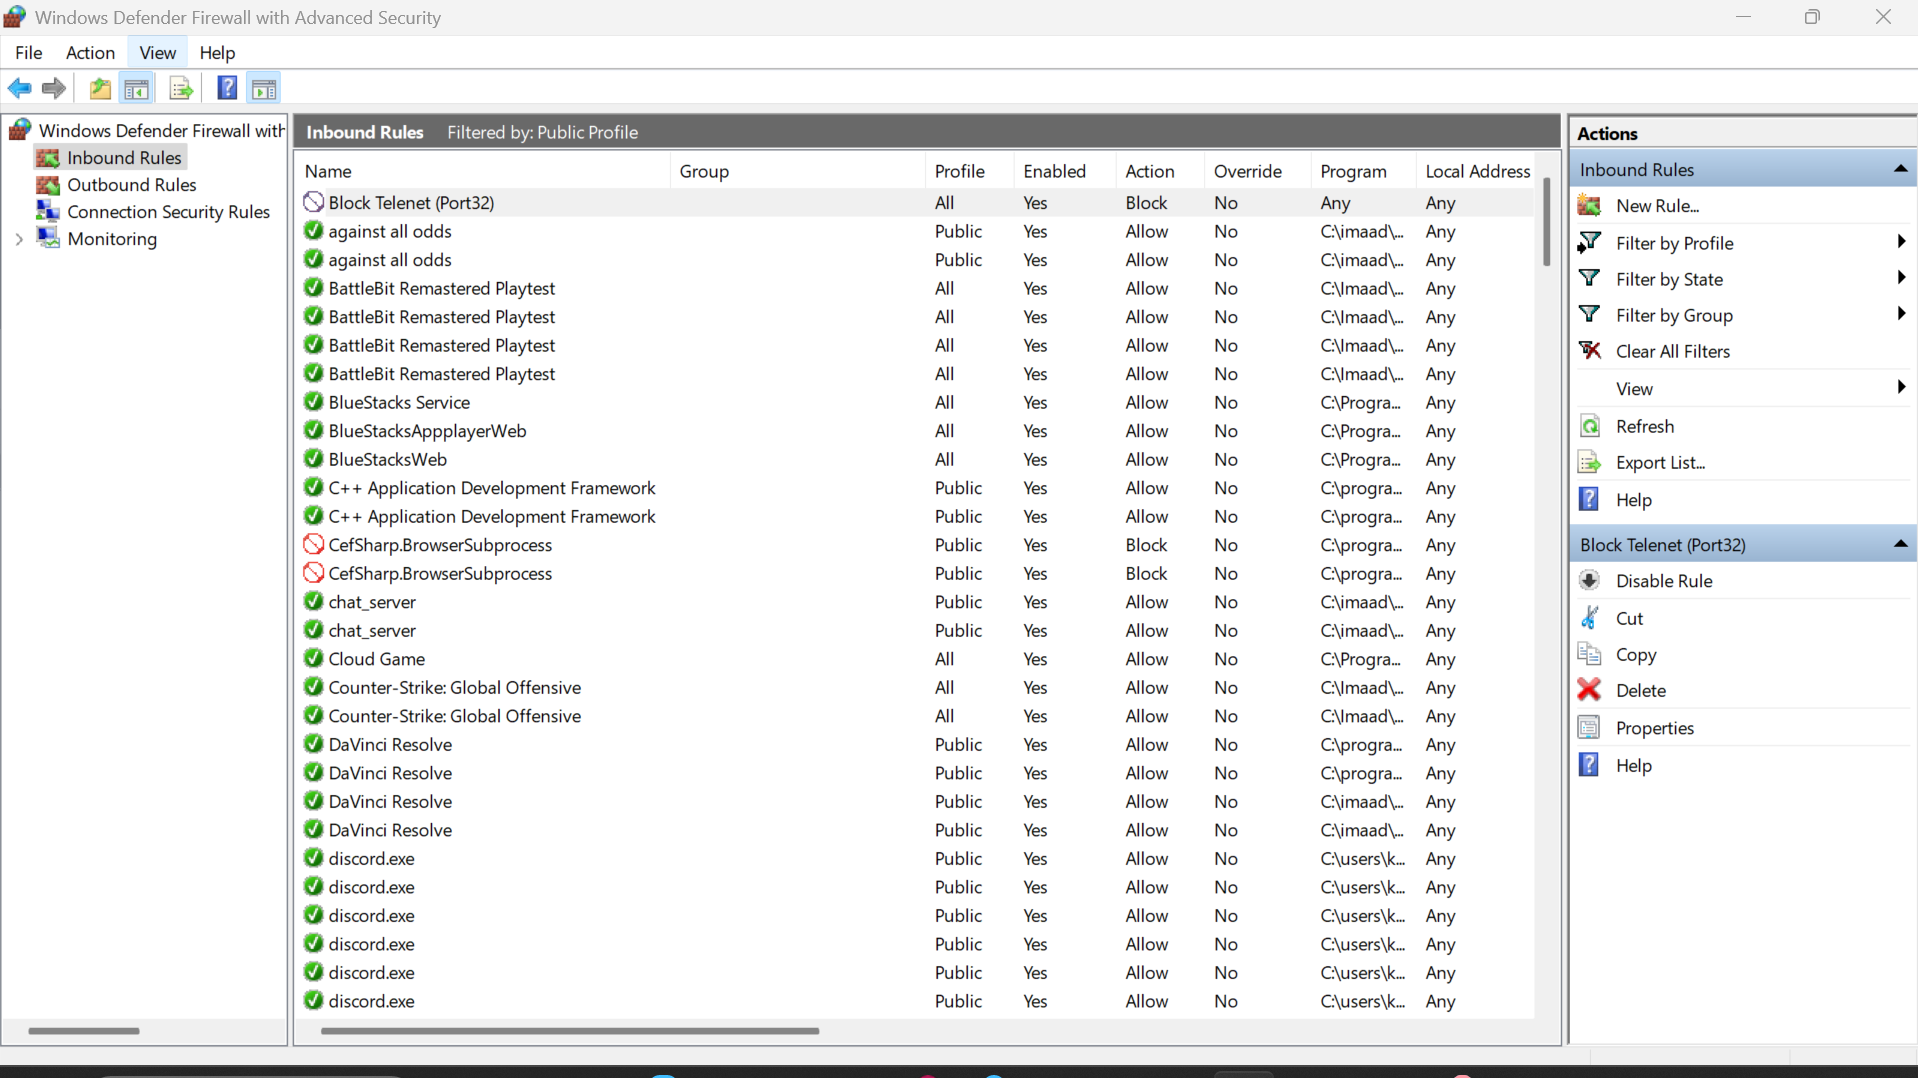 Windows Defender Firewall with Advanced Security
File Action View Help
Windows Defender Firewall with
Inbound Rules
Outbound Rules
Connection Security Rules
Monitoring
Inbound Rules Filtered by: Public Profile
Name Group Profile Enabled Action Override Program Local Address
Block Telenet (Port32) All Yes Block No Any Any
against all odds Public Yes Allow No C:\imaad\... Any
against all odds Public Yes Allow No C:\imaad\... Any
BattleBit Remastered Playtest All Yes Allow No C:\Imaad\... Any
BattleBit Remastered Playtest All Yes Allow No C:\Imaad\... Any
BattleBit Remastered Playtest All Yes Allow No C:\Imaad\... Any
BattleBit Remastered Playtest All Yes Allow No C:\Imaad\... Any
BlueStacks Service All Yes Allow No C:\Progra... Any
BlueStacksAppplayerWeb All Yes Allow No C:\Progra... Any
BlueStacksWeb All Yes Allow No C:\Progra... Any
C++ Application Development Framework Public Yes Allow No C:\progra... Any
C++ Application Development Framework Public Yes Allow No C:\progra... Any
CefSharp.BrowserSubprocess Public Yes Block No C:\progra... Any
CefSharp.BrowserSubprocess Public Yes Block No C:\progra... Any
chat_server Public Yes Allow No C:\imaad\... Any
chat_server Public Yes Allow No C:\imaad\... Any
Cloud Game All Yes Allow No C:\Progra... Any
Counter-Strike: Global Offensive All Yes Allow No C:\Imaad\... Any
Counter-Strike: Global Offensive All Yes Allow No C:\Imaad\... Any
DaVinci Resolve Public Yes Allow No C:\progra... Any
DaVinci Resolve Public Yes Allow No C:\progra... Any
DaVinci Resolve Public Yes Allow No C:\imaad\... Any
DaVinci Resolve Public Yes Allow No C:\imaad\... Any
discord.exe Public Yes Allow No C:\users\k... Any
discord.exe Public Yes Allow No C:\users\k... Any
discord.exe Public Yes Allow No C:\users\k... Any
discord.exe Public Yes Allow No C:\users\k... Any
discord.exe Public Yes Allow No C:\users\k... Any
discord.exe Public Yes Allow No C:\users\k... Any
Actions
Inbound Rules
New Rule...
Filter by Profile
Filter by State
Filter by Group
Clear All Filters
View
Refresh
Export List...
Help
Block Telenet (Port32)
Disable Rule
Cut
Copy
Delete
Properties
Help